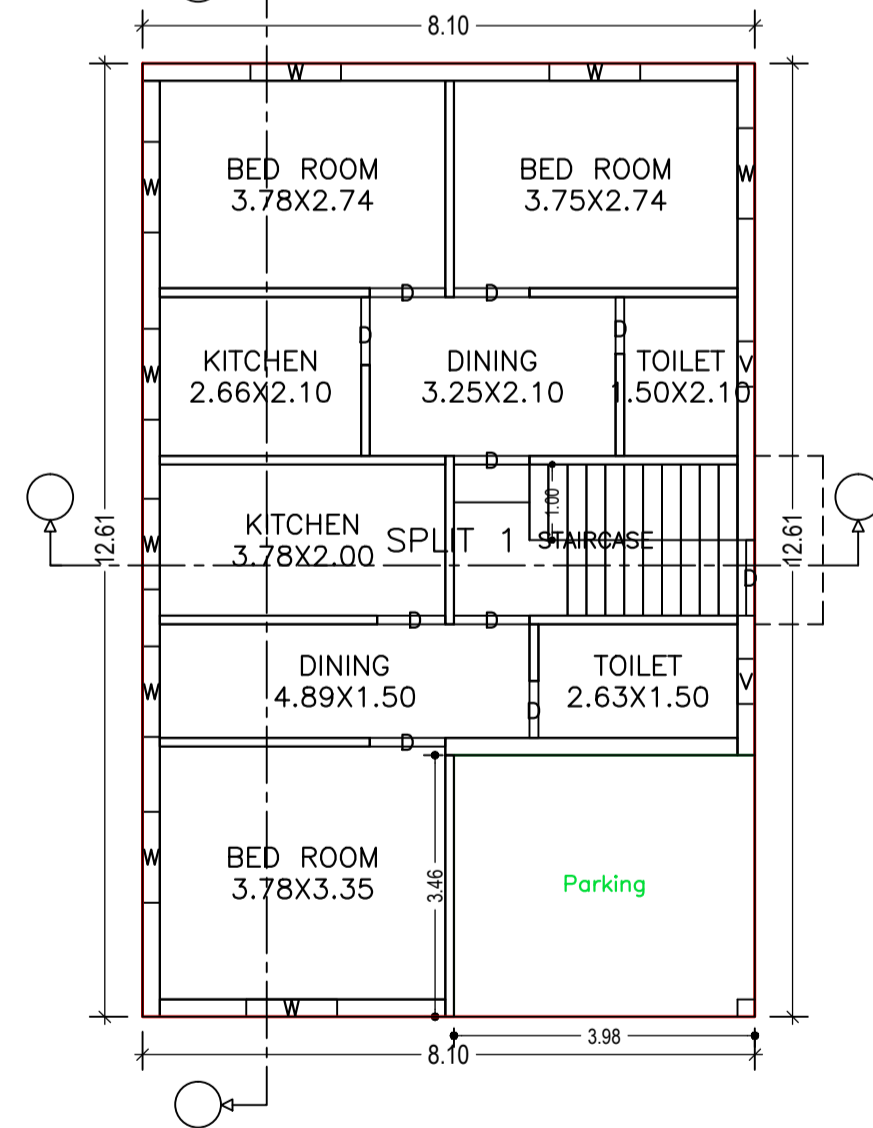 8.10
W
W
BED ROOM
3.78X2.74
BED ROOM
3.75X2.74
W
W
D
D
D
D
KITCHEN
2.66X2.10
DINING
3.25X2.10
TOILET
1.50X2.10
W
V
D
1.00
12.61
KITCHEN
3.78X2.00
SPLIT 1
STAIRCASE
12.61
W
D
D
D
DINING
4.89X1.50
TOILET
2.63X1.50
W
V
D
D
BED ROOM
3.78X3.35
W
3.46
Parking
W
3.98
8.10